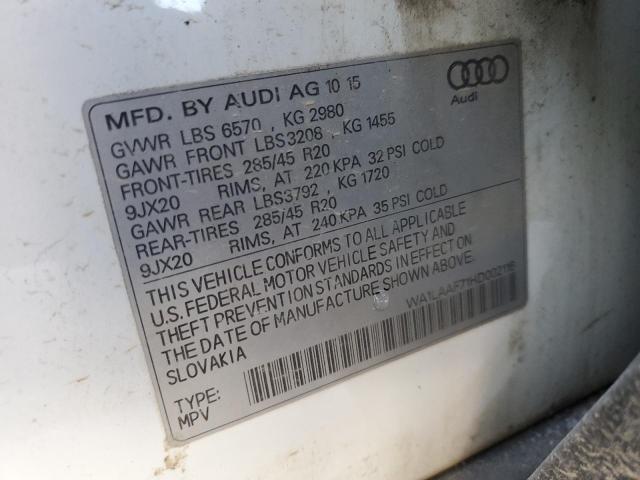 MFD. BY AUDI AG 10 15
Audi
GVWR LBS 6570 , KG 2980
GAWR FRONT LBS3208 , KG 1455
FRONT-TIRES 285/45 R20
9JX20 RIMS, AT 220 KPA 32 PSI COLD
GAWR REAR LBS3792 , KG 1720
REAR-TIRES 285/45 R20
9JX20 RIMS, AT 240 KPA 35 PSI COLD
THIS VEHICLE CONFORMS TO ALL APPLICABLE
U.S. FEDERAL MOTOR VEHICLE SAFETY AND
THEFT PREVENTION STANDARDS IN EFFECT ON
THE DATE OF MANUFACTURE SHOWN ABOVE.
SLOVAKIA
WA1LAAF71HD002116
TYPE:
MPV